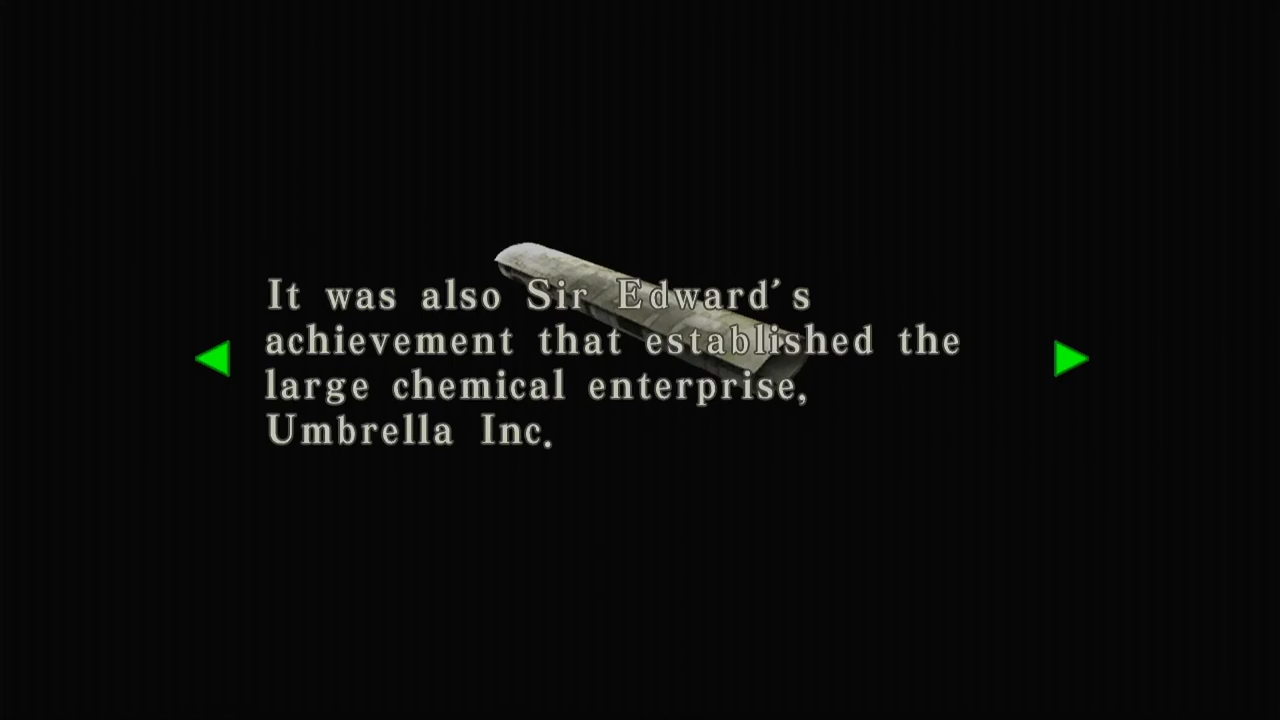 It was also Sir Edward's
achievement that established the
large chemical enterprise,
Umbrella Inc.